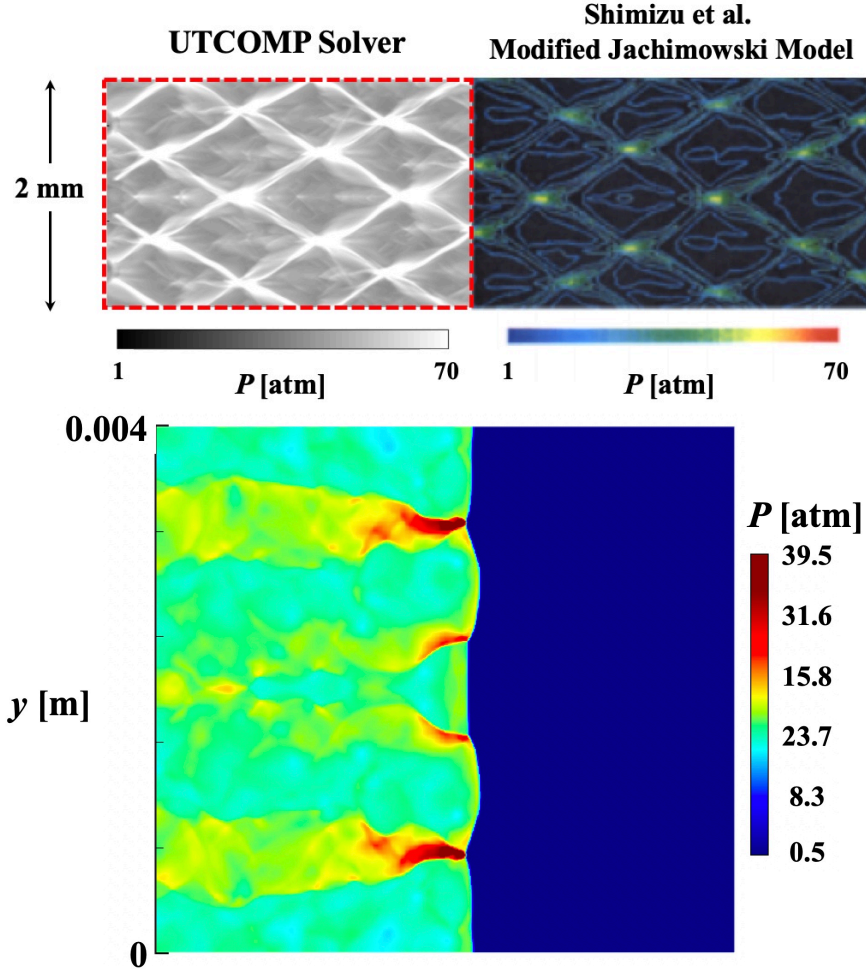 UTCOMP Solver
Shimizu et al.
Modified Jachimowski Model
2 mm
1
70
P [atm]
1
70
P [atm]
0.004
y [m]
0
P [atm]
39.5
31.6
15.8
23.7
8.3
0.5